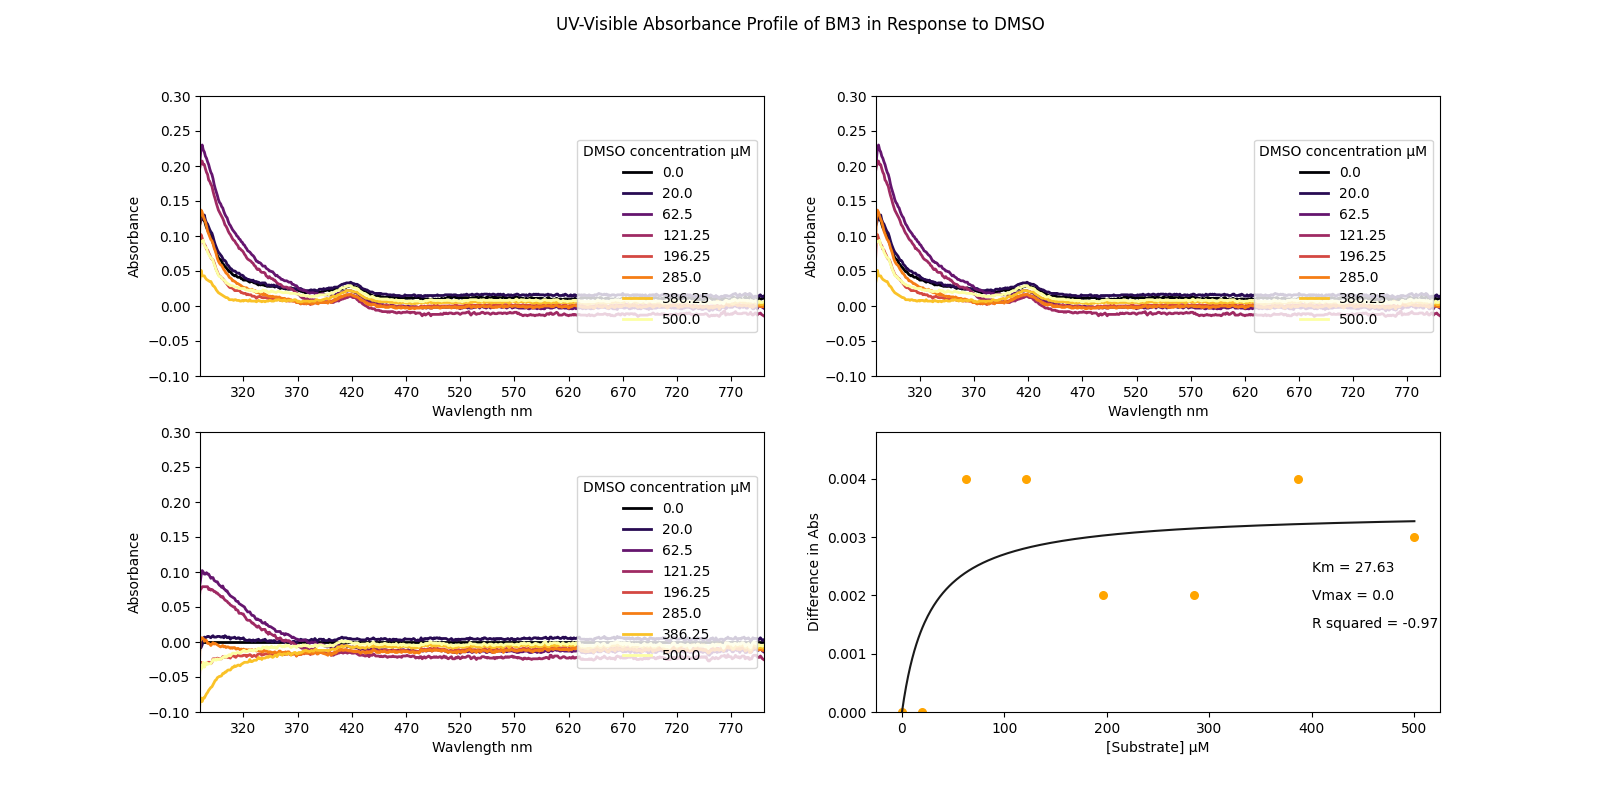 UV-Visible Absorbance Profile of BM3 in Response to DMSO
0.30
0.25
0.20
0.15
0.10
0.05
0.00
−0.05
−0.10
Absorbance
DMSO concentration μM
0.0
20.0
62.5
121.25
196.25
285.0
386.25
500.0
320 370 420 470 520 570 620 670 720 770
Wavlength nm
0.30
0.25
0.20
0.15
0.10
0.05
0.00
−0.05
−0.10
Absorbance
DMSO concentration μM
0.0
20.0
62.5
121.25
196.25
285.0
386.25
500.0
320 370 420 470 520 570 620 670 720 770
Wavlength nm
0.30
0.25
0.20
0.15
0.10
0.05
0.00
−0.05
−0.10
Absorbance
DMSO concentration μM
0.0
20.0
62.5
121.25
196.25
285.0
386.25
500.0
320 370 420 470 520 570 620 670 720 770
Wavlength nm
0.004
0.003
0.002
0.001
0.000
Difference in Abs
Km = 27.63
Vmax = 0.0
R squared = -0.97
0 100 200 300 400 500
[Substrate] μM